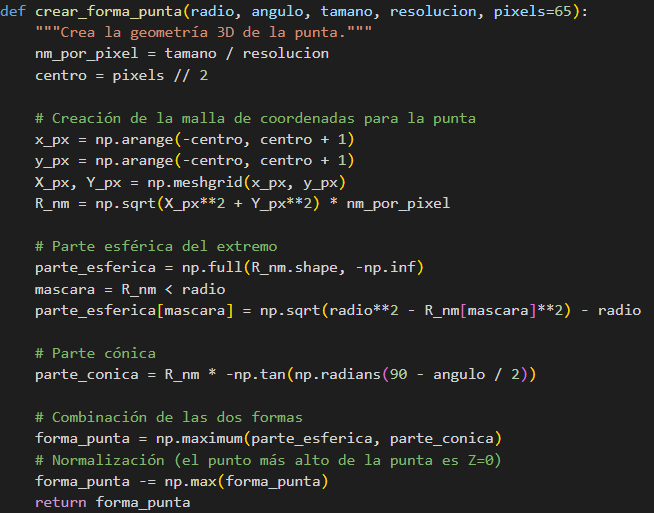 def crear_forma_punta(radio, angulo, tamano, resolucion, pixels=65):
    """Crea la geometría 3D de la punta."""
    nm_por_pixel = tamano / resolucion
    centro = pixels // 2

    # Creación de la malla de coordenadas para la punta
    x_px = np.arange(-centro, centro + 1)
    y_px = np.arange(-centro, centro + 1)
    X_px, Y_px = np.meshgrid(x_px, y_px)
    R_nm = np.sqrt(X_px**2 + Y_px**2) * nm_por_pixel

    # Parte esférica del extremo
    parte_esferica = np.full(R_nm.shape, -np.inf)
    mascara = R_nm < radio
    parte_esferica[mascara] = np.sqrt(radio**2 - R_nm[mascara]**2) - radio

    # Parte cónica
    parte_conica = R_nm * -np.tan(np.radians(90 - angulo / 2))

    # Combinación de las dos formas
    forma_punta = np.maximum(parte_esferica, parte_conica)
    # Normalización (el punto más alto de la punta es Z=0)
    forma_punta -= np.max(forma_punta)
    return forma_punta